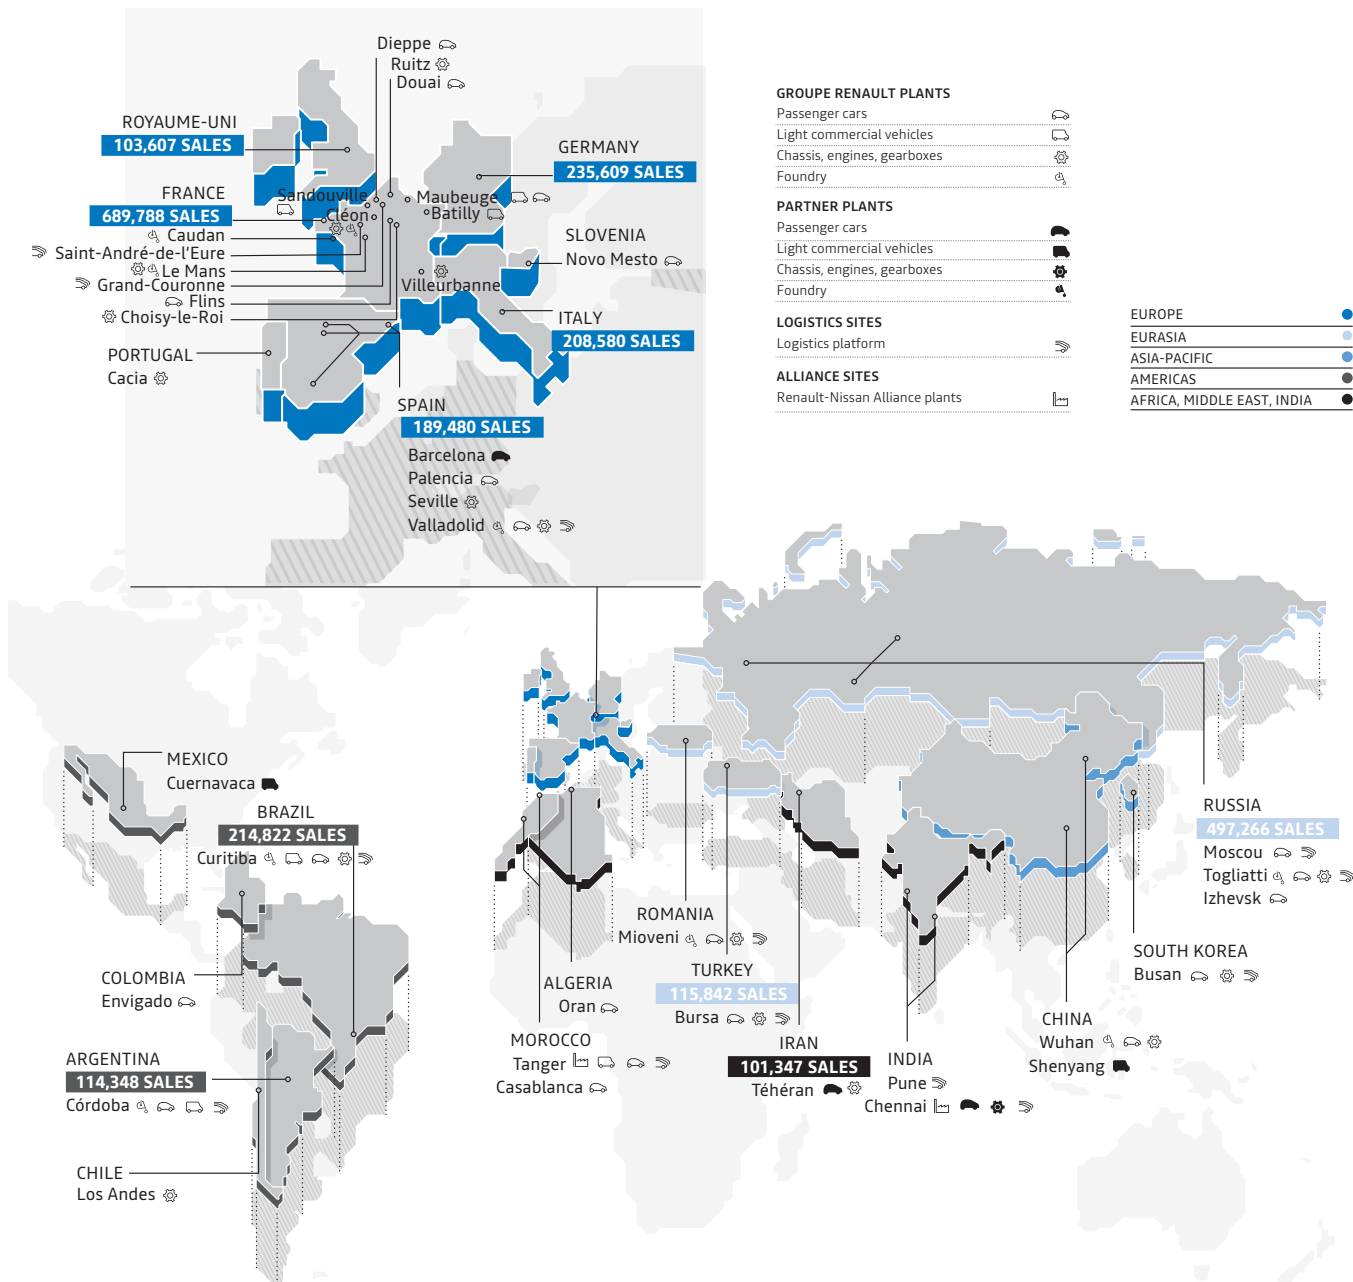 Dieppe
Ruitz
Douai
ROYAUME-UNI
103,607 SALES
GERMANY
235,609 SALES
FRANCE
689,788 SALES
Sandouville
Cléon
Maubeuge
Batilly
Caudan
Saint-André-de-l'Eure
Le Mans
Grand-Couronne
Flins
Choisy-le-Roi
Villeurbanne
SLOVENIA
Novo Mesto
ITALY
208,580 SALES
PORTUGAL
Cacia
SPAIN
189,480 SALES
Barcelona
Palencia
Seville
Valladolid
GROUPE RENAULT PLANTS
Passenger cars
Light commercial vehicles
Chassis, engines, gearboxes
Foundry
PARTNER PLANTS
Passenger cars
Light commercial vehicles
Chassis, engines, gearboxes
Foundry
LOGISTICS SITES
Logistics platform
ALLIANCE SITES
Renault-Nissan Alliance plants
EUROPE
EURASIA
ASIA-PACIFIC
AMERICAS
AFRICA, MIDDLE EAST, INDIA
MEXICO
Cuernavaca
BRAZIL
214,822 SALES
Curitiba
COLOMBIA
Envigado
ARGENTINA
114,348 SALES
Córdoba
CHILE
Los Andes
ROMANIA
Mioveni
TURKEY
115,842 SALES
Bursa
ALGERIA
Oran
MOROCCO
Tanger
Casablanca
IRAN
101,347 SALES
Téhéran
INDIA
Pune
Chennai
CHINA
Wuhan
Shenyang
SOUTH KOREA
Busan
RUSSIA
497,266 SALES
Moscou
Togliatti
Izhevsk